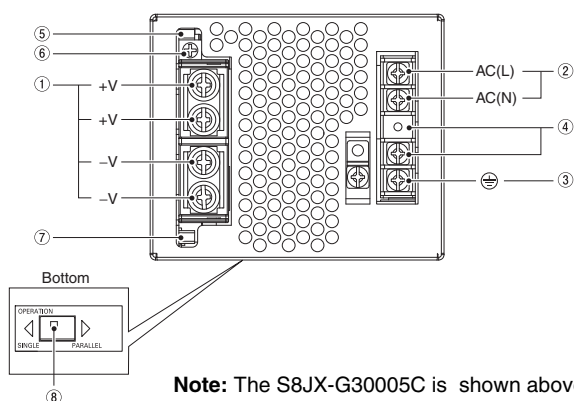 ⑤
⑥
① +V
+V
−V
−V
⑦
AC(L) ②
AC(N)
④
③
Bottom
OPERATION
SINGLE PARALLEL
⑧
Note: The S8JX-G30005C is shown above